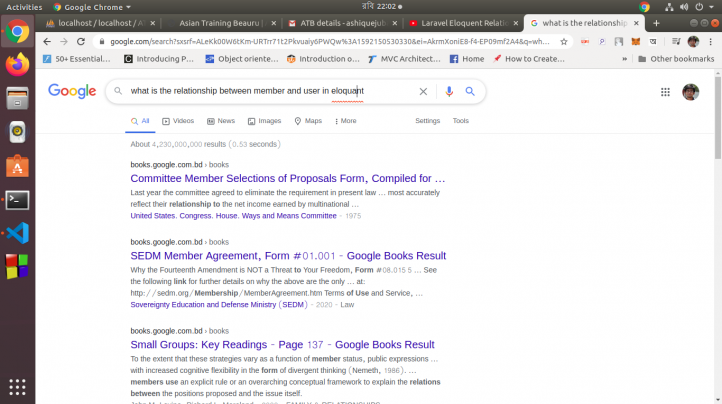 Activities
Google Chrome
রবি 22:02
localhost / localhost / A
Asian Training Beauru |
ATB details - ashiquejub
Laravel Eloquent Relati
what is the relationship
google.com/search?sxsrf=ALeKk00W6tKm-URTrr71t2Pkvuaiy6PWQw%3A1592150530330&ei=AkrmXoniE8-f4-EP09mf2A4&q=wh...
50+ Essential...
Introducing P...
Object oriente...
Introduction o...
MVC Architect...
Home
How to Create...
Other bookmarks
Google
what is the relationship between member and user in eloquant
All
Videos
News
Images
Maps
More
Settings
Tools
About 4,230,000,000 results (0.53 seconds)
books.google.com.bd › books
Committee Member Selections of Proposals Form, Compiled for ...
Last year the committee agreed to eliminate the requirement in present law ... most accurately
reflect their relationship to the net income earned by multinational ...
United States. Congress. House. Ways and Means Committee - 1975
books.google.com.bd › books
SEDM Member Agreement, Form #01.001 - Google Books Result
Why the Fourteenth Amendment is NOT a Threat to Your Freedom, Form #08.015 5 ... See
the following link for further details on why the above are the only ... at:
http://sedm.org/Membership/MemberAgreement.htm Terms of Use and Service, ...
Sovereignty Education and Defense Ministry (SEDM) - 2020 - Law
books.google.com.bd › books
Small Groups: Key Readings - Page 137 - Google Books Result
To the extent that these strategies vary as a function of member status, public expressions ...
with increased cognitive flexibility in the form of divergent thinking (Nemeth, 1986). ...
members use an explicit rule or an overarching conceptual framework to explain the relations
between the positions proposed and the issue itself.